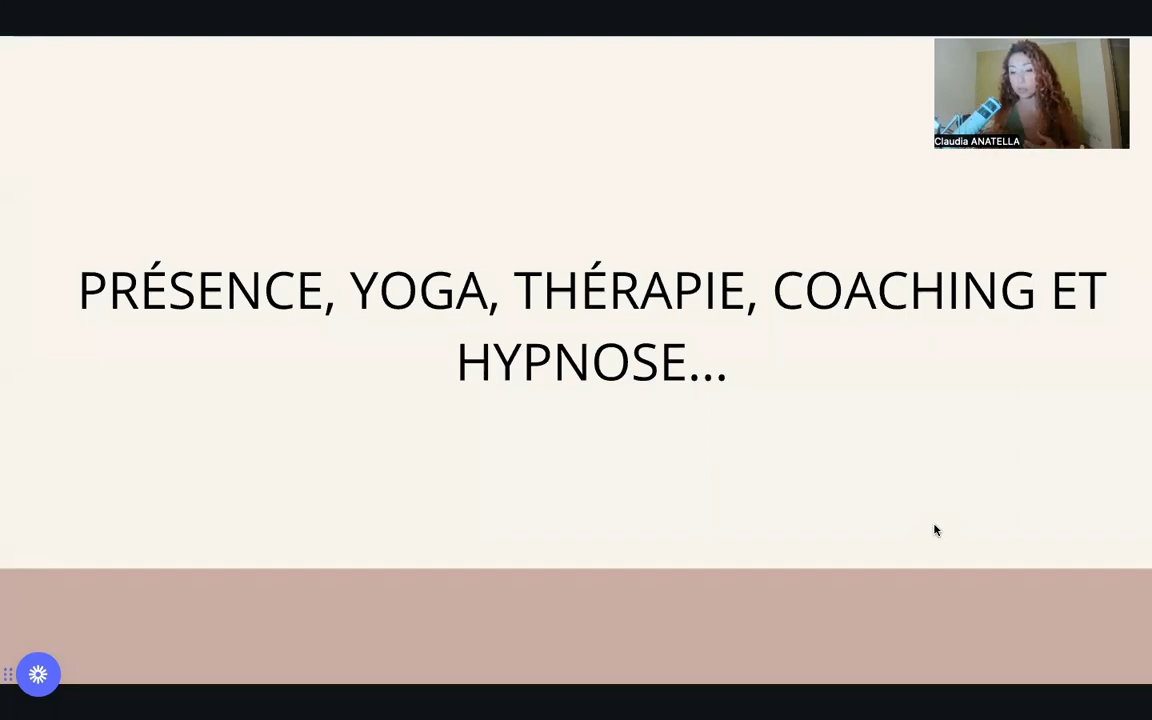 Claudia ANATELLA
PRÉSENCE, YOGA, THÉRAPIE, COACHING ET
HYPNOSE...